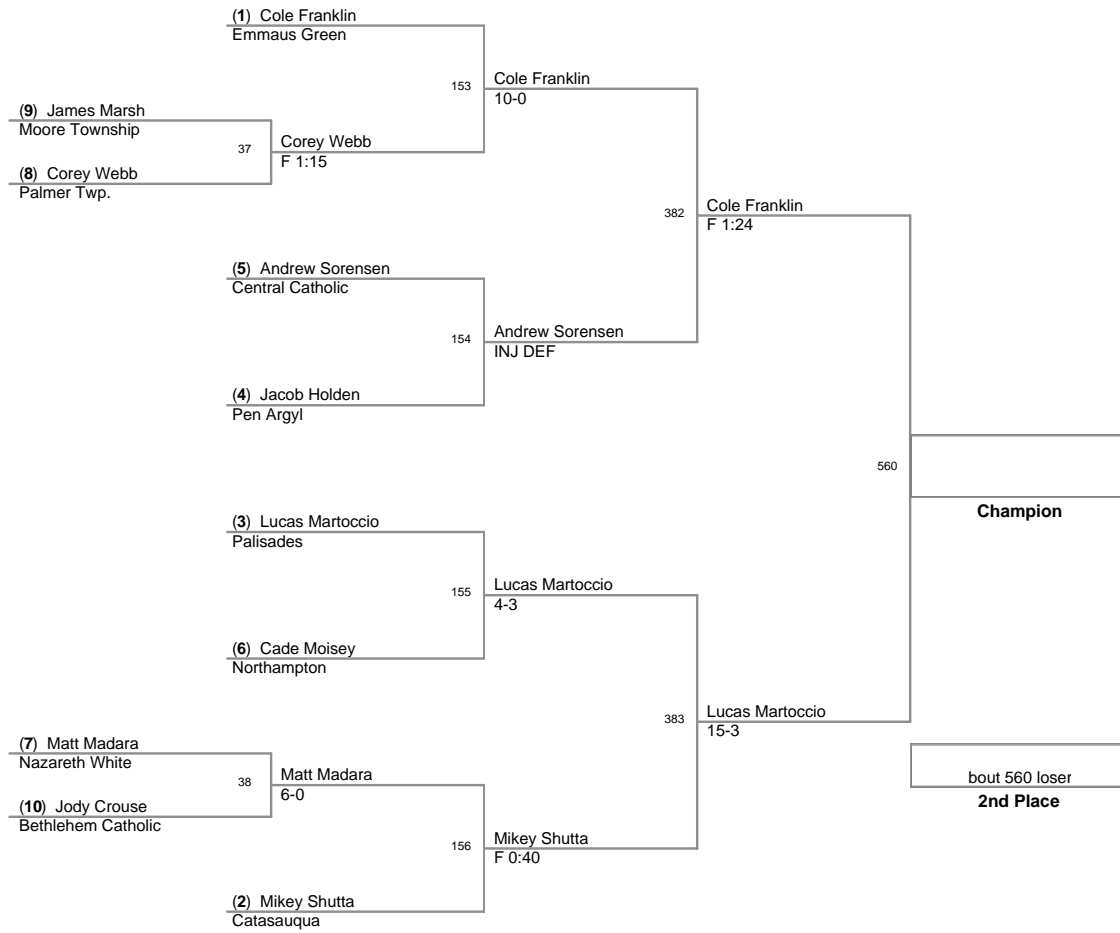 (1) Cole Franklin
Emmaus Green
153
Cole Franklin
10-0
(9) James Marsh
Moore Township
37
Corey Webb
F 1:15
(8) Corey Webb
Palmer Twp.
382
Cole Franklin
F 1:24
(5) Andrew Sorensen
Central Catholic
154
Andrew Sorensen
INJ DEF
(4) Jacob Holden
Pen Argyl
560
Champion
(3) Lucas Martoccio
Palisades
155
Lucas Martoccio
4-3
(6) Cade Moisey
Northampton
383
Lucas Martoccio
15-3
(7) Matt Madara
Nazareth White
38
Matt Madara
6-0
(10) Jody Crouse
Bethlehem Catholic
bout 560 loser
2nd Place
156
Mikey Shutta
F 0:40
(2) Mikey Shutta
Catasauqua